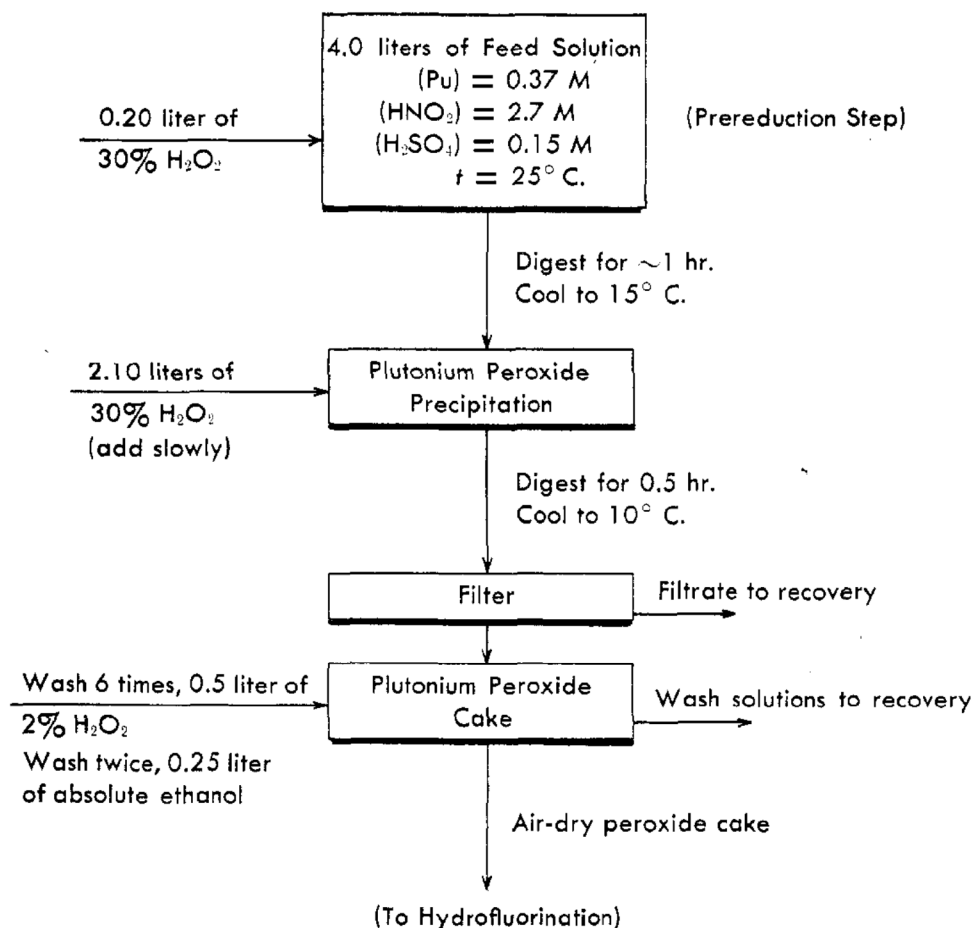 4.0 liters of Feed Solution
(Pu) = 0.37 M
(HNO₂) = 2.7 M
(H₂SO₄) = 0.15 M
t = 25° C.
0.20 liter of
30% H₂O₂
(Prereduction Step)
Digest for ~1 hr.
Cool to 15° C.
2.10 liters of
30% H₂O₂
(add slowly)
Plutonium Peroxide
Precipitation
Digest for 0.5 hr.
Cool to 10° C.
Filter
Filtrate to recovery
Wash 6 times, 0.5 liter of
2% H₂O₂
Wash twice, 0.25 liter
of absolute ethanol
Plutonium Peroxide
Cake
Wash solutions to recovery
Air-dry peroxide cake
(To Hydrofluorination)